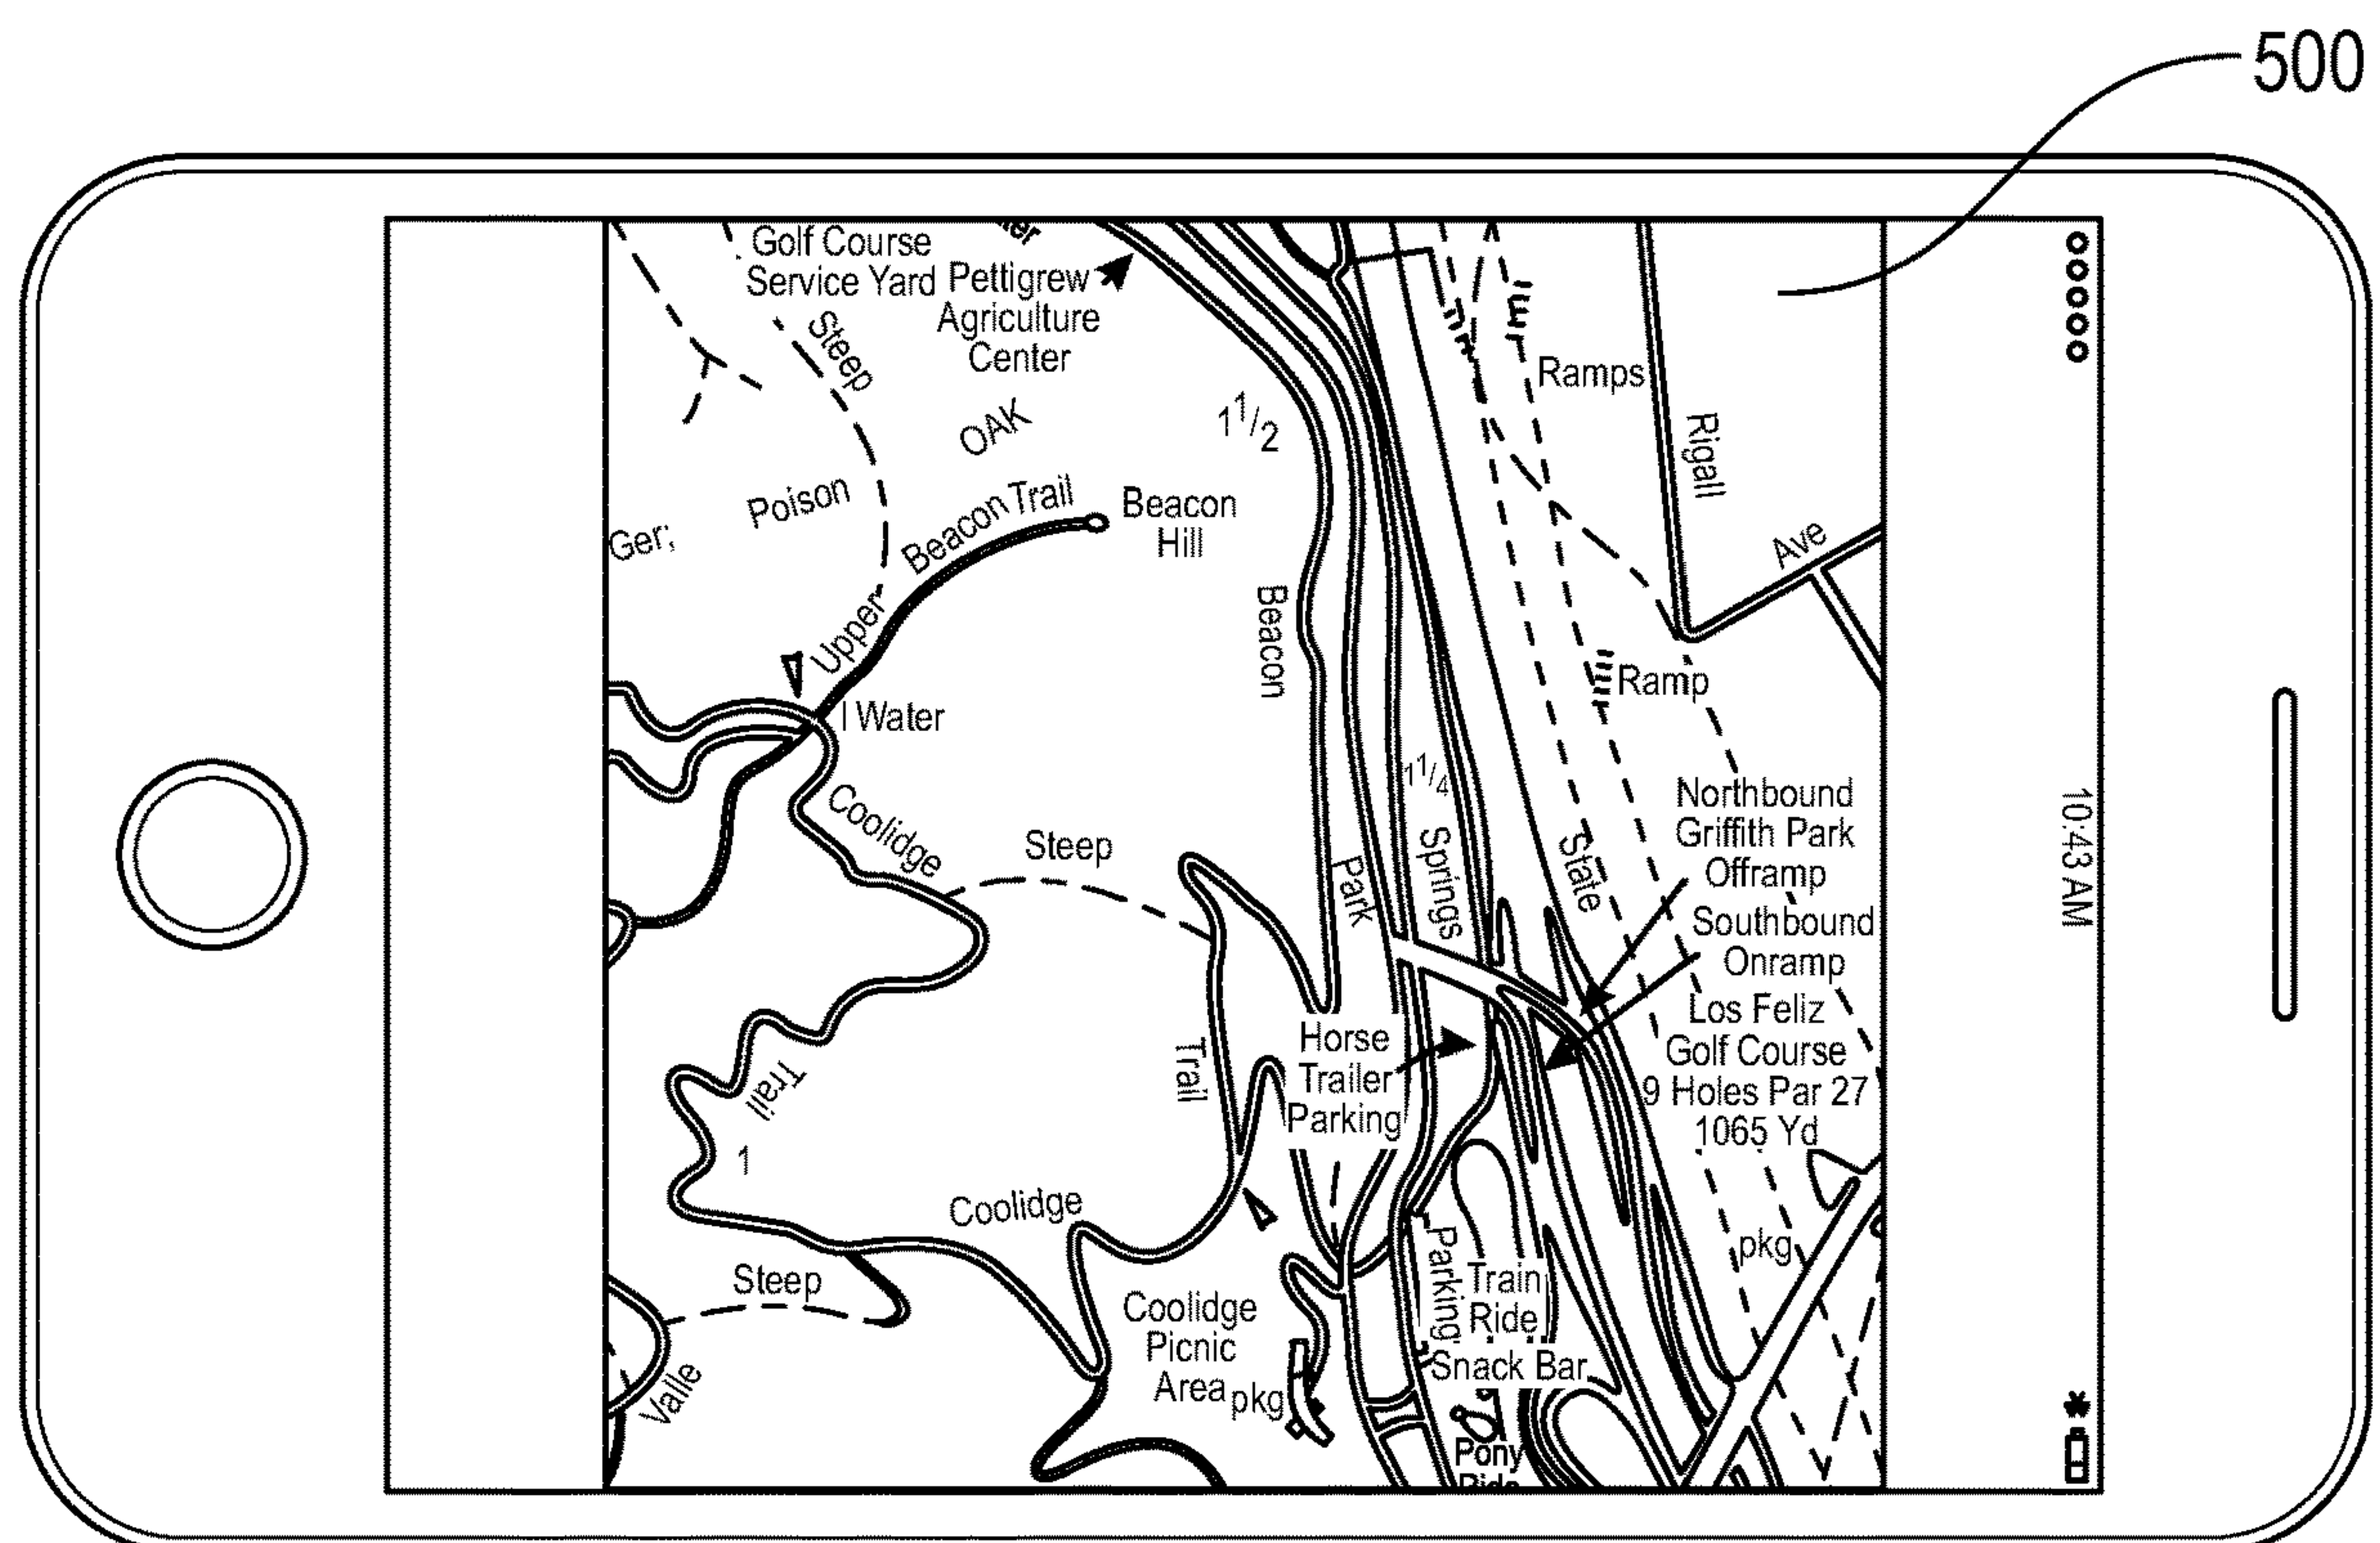 500
Golf Course
Service Yard
Pettigrew
Agriculture
Center
Steep
OAK
1 1/2
Ramps
Rigall
Poison
Beacon Trail
Beacon
Hill
Ger;
Ave
Upper
Beacon
Ramp
Water
1 1/4
Northbound
Griffith Park
Offramp
10:43 AM
Coolidge
Steep
Park
Springs
State
Southbound
Onramp
Los Feliz
Golf Course
9 Holes Par 27
1065 Yd
Horse
Trailer
Parking
Trail
Trail
1
Coolidge
pkg
Steep
Parking
Train
Ride
Snack Bar
Coolidge
Picnic
Area
pkg
Valle
Pony
Ride